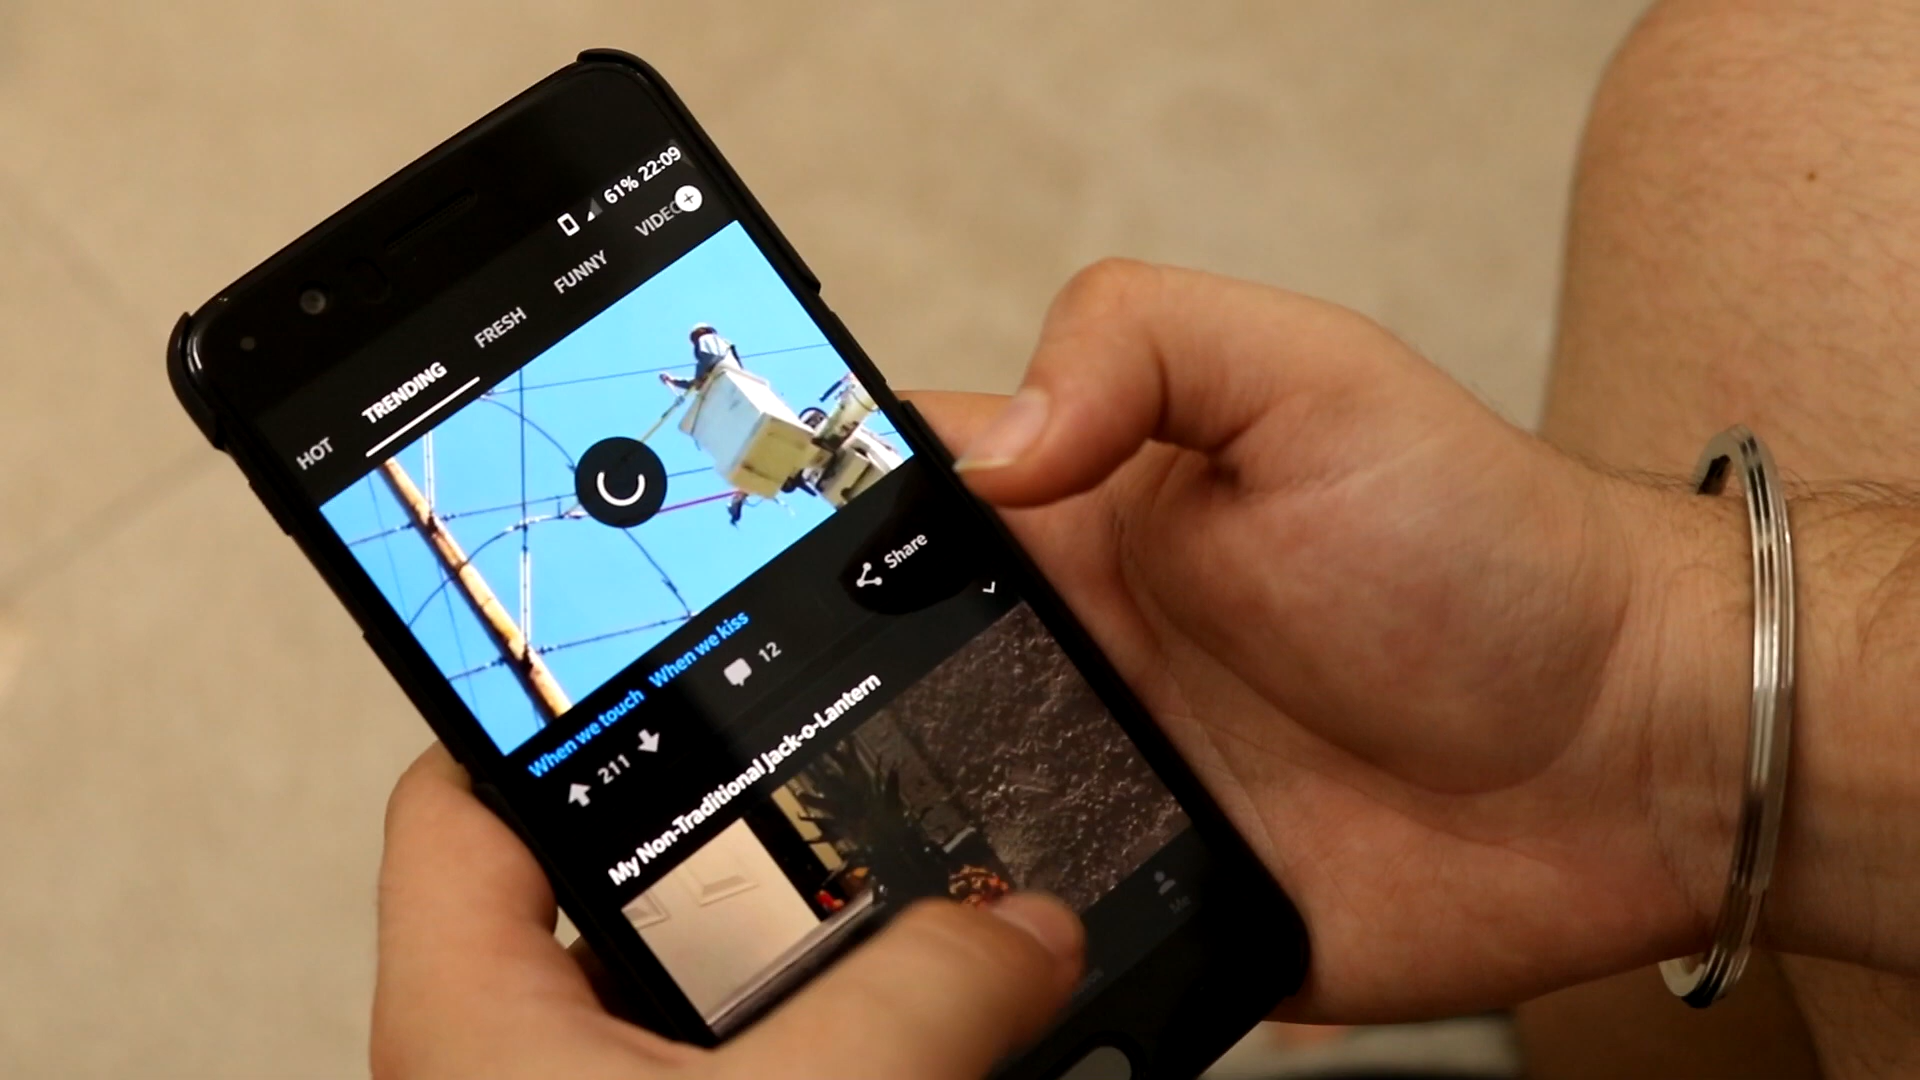 61% 22:09
HOT TRENDING FRESH FUNNY VIDEO
When we touch When we kiss
211 12 Share
My Non-Traditional Jack-o-Lantern
Me